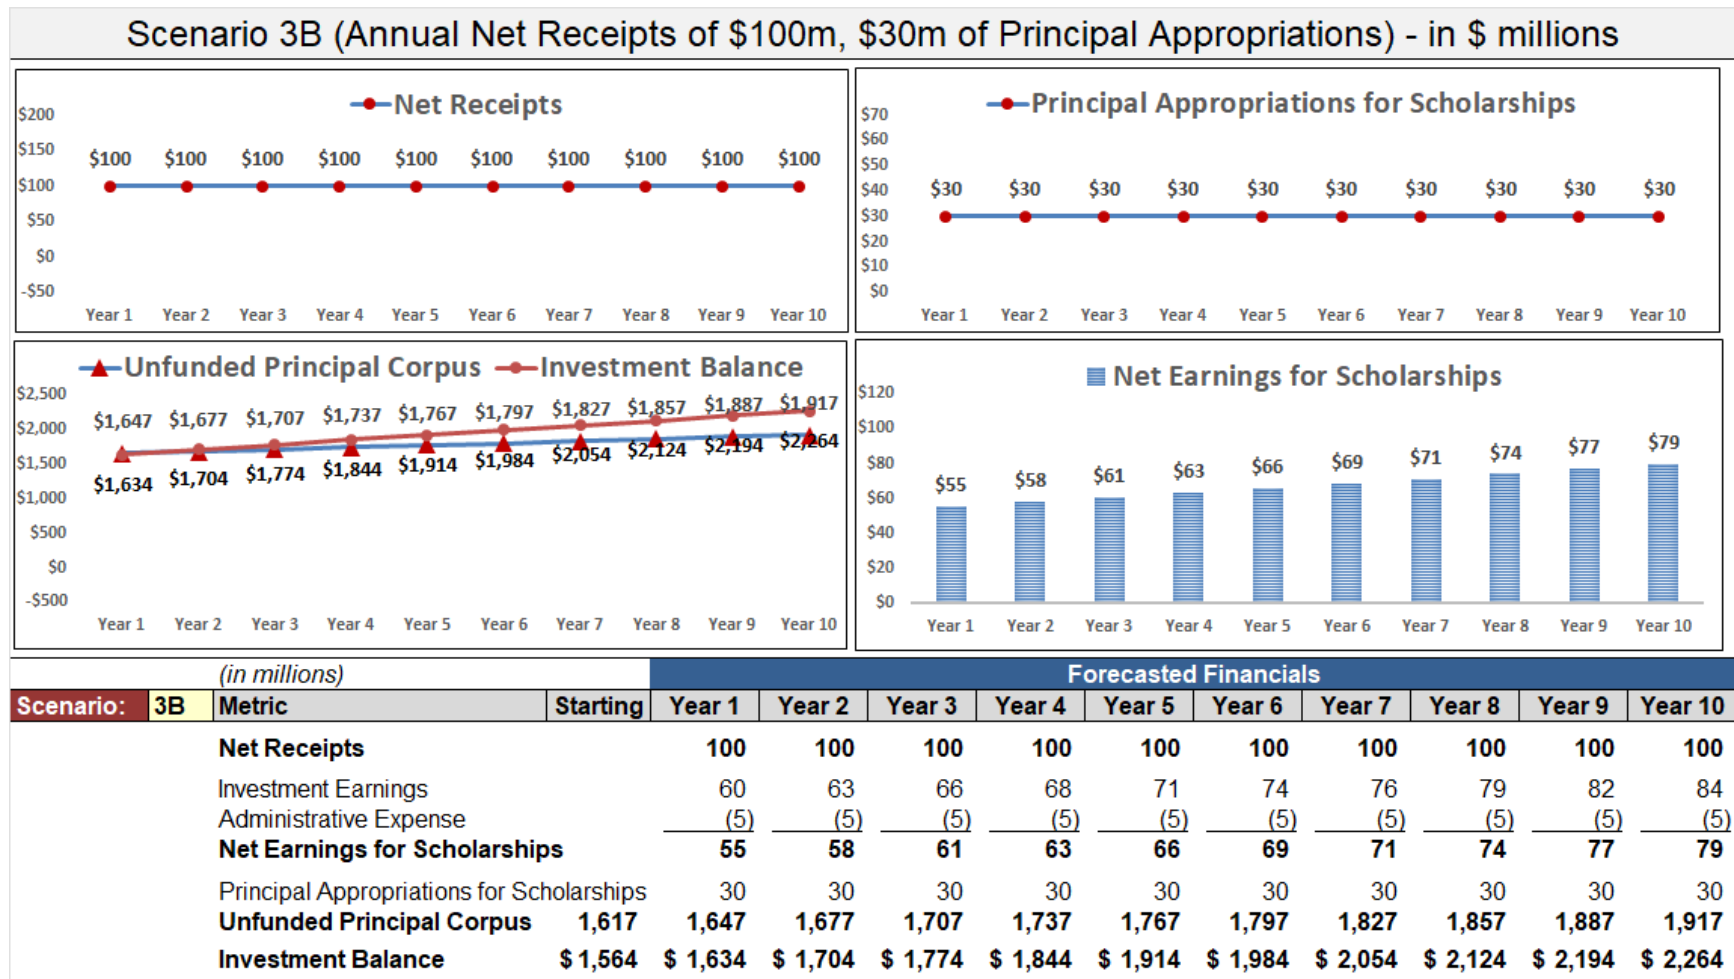 Scenario 3B (Annual Net Receipts of $100m, $30m of Principal Appropriations) - in $ millions
Net Receipts
$200
$150
$100
$50
$0
-$50
$100 $100 $100 $100 $100 $100 $100 $100 $100 $100
Year 1 Year 2 Year 3 Year 4 Year 5 Year 6 Year 7 Year 8 Year 9 Year 10
Principal Appropriations for Scholarships
$70
$60
$50
$40
$30
$20
$10
$0
$30 $30 $30 $30 $30 $30 $30 $30 $30 $30
Year 1 Year 2 Year 3 Year 4 Year 5 Year 6 Year 7 Year 8 Year 9 Year 10
Unfunded Principal Corpus Investment Balance
$2,500
$2,000
$1,500
$1,000
$500
$0
-$500
$1,647 $1,677 $1,707 $1,737 $1,767 $1,797 $1,827 $1,857 $1,887 $1,917
$1,634 $1,704 $1,774 $1,844 $1,914 $1,984 $2,054 $2,124 $2,194 $2,264
Year 1 Year 2 Year 3 Year 4 Year 5 Year 6 Year 7 Year 8 Year 9 Year 10
Net Earnings for Scholarships
$120
$100
$80
$60
$40
$20
$0
$55 $58 $61 $63 $66 $69 $71 $74 $77 $79
Year 1 Year 2 Year 3 Year 4 Year 5 Year 6 Year 7 Year 8 Year 9 Year 10
(in millions) Forecasted Financials
Scenario: 3B Metric Starting Year 1 Year 2 Year 3 Year 4 Year 5 Year 6 Year 7 Year 8 Year 9 Year 10
Net Receipts 100 100 100 100 100 100 100 100 100 100
Investment Earnings 60 63 66 68 71 74 76 79 82 84
Administrative Expense (5) (5) (5) (5) (5) (5) (5) (5) (5) (5)
Net Earnings for Scholarships 55 58 61 63 66 69 71 74 77 79
Principal Appropriations for Scholarships 30 30 30 30 30 30 30 30 30 30
Unfunded Principal Corpus 1,617 1,647 1,677 1,707 1,737 1,767 1,797 1,827 1,857 1,887 1,917
Investment Balance $ 1,564 $ 1,634 $ 1,704 $ 1,774 $ 1,844 $ 1,914 $ 1,984 $ 2,054 $ 2,124 $ 2,194 $ 2,264